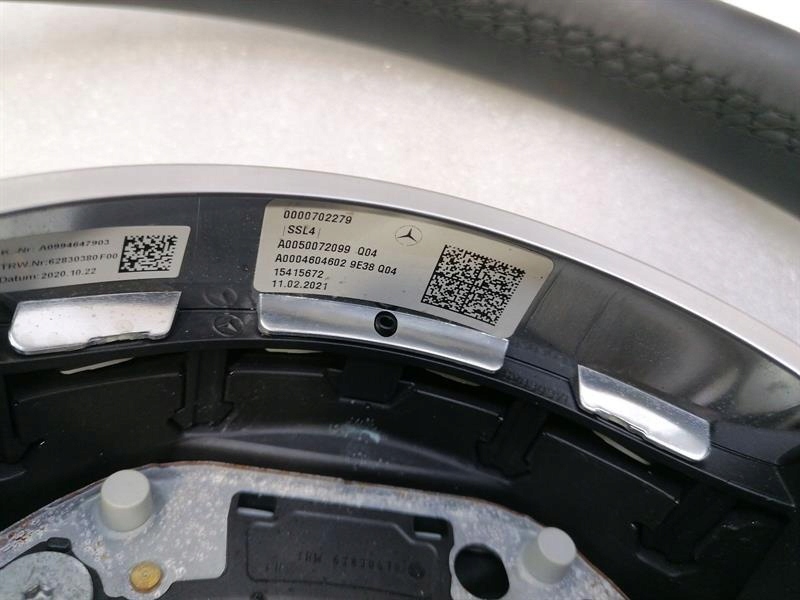 Nr: A0994647903
TRW.Nr:62830380F00
Datum:2020.10.22
0000702279
|SSL4|
A0050072099 Q04
A0004604602 9E38 Q04
15415672
11.02.2021